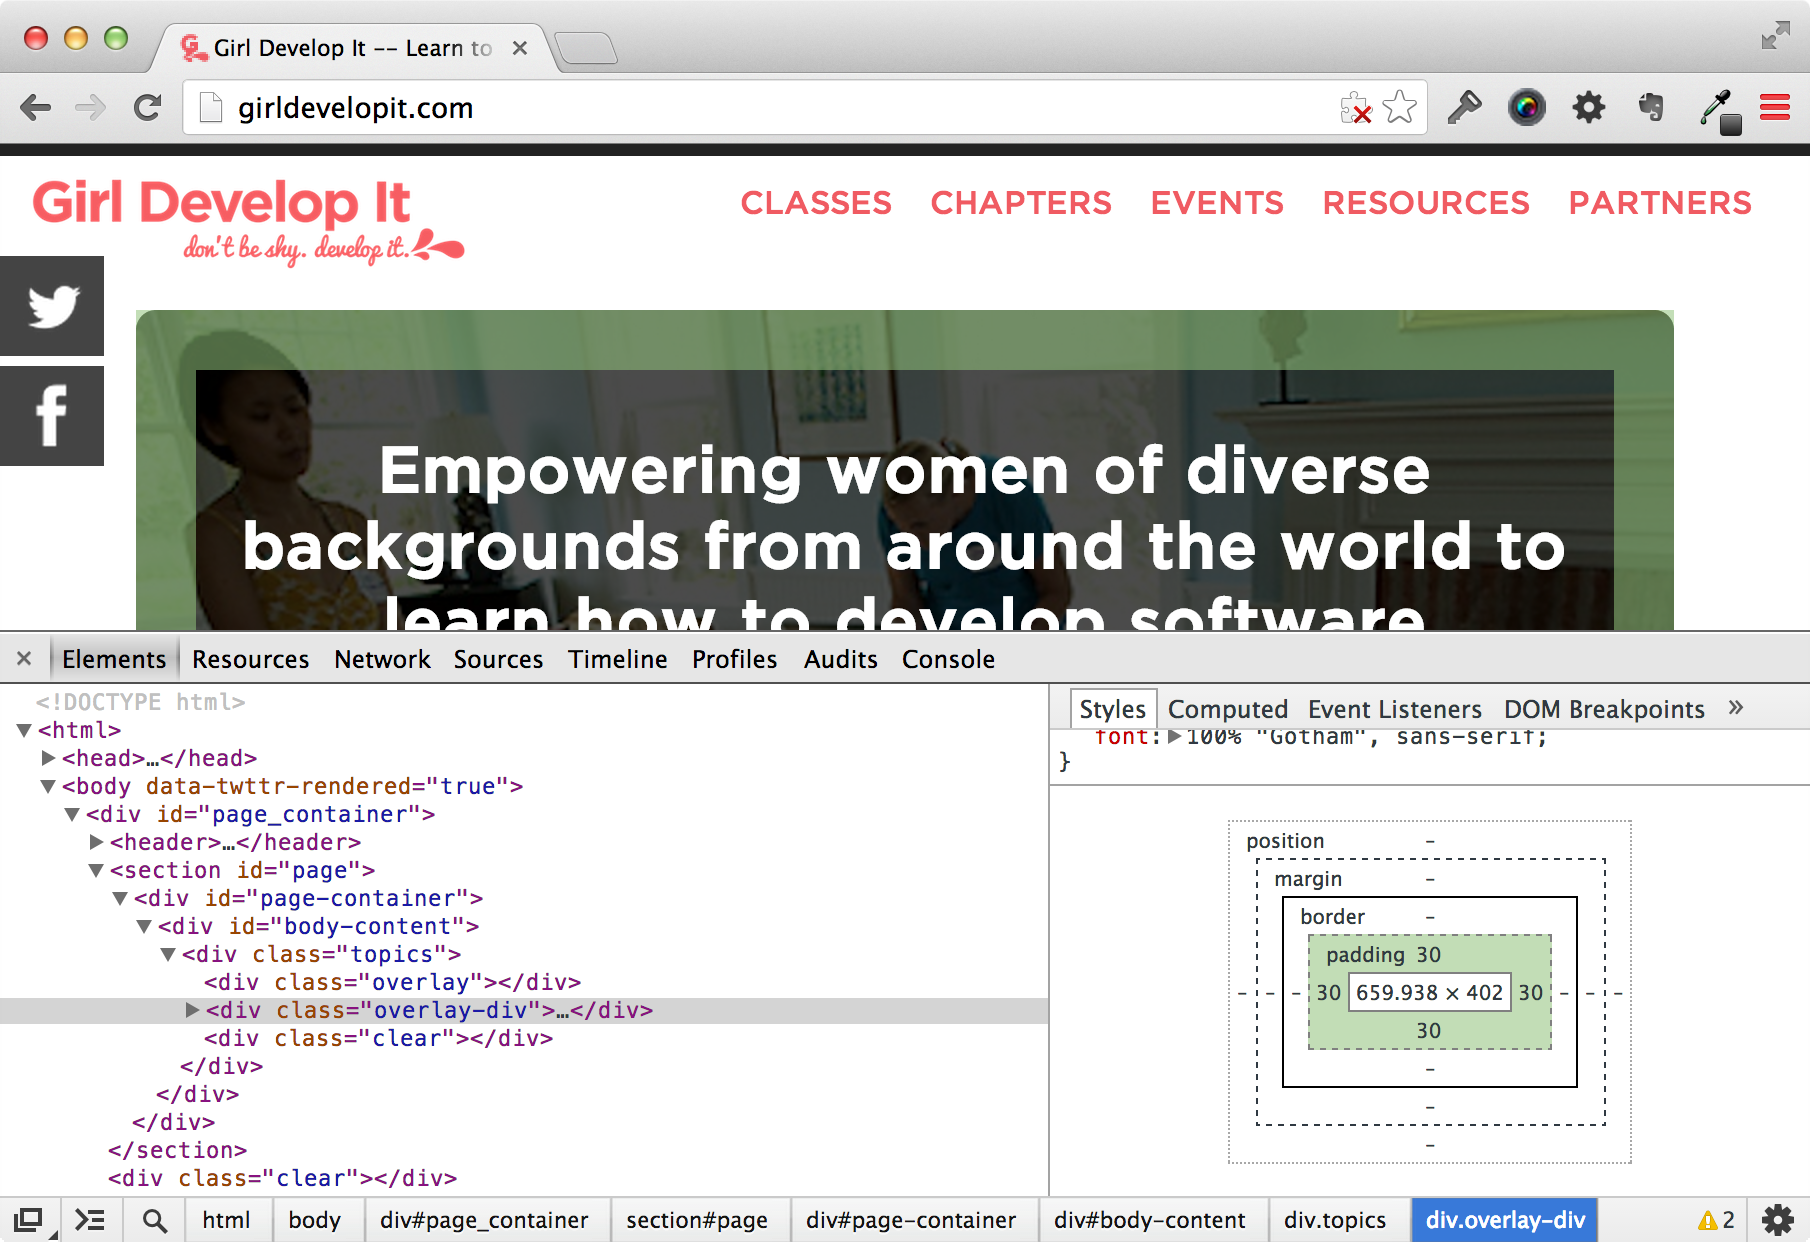 Girl Develop It -- Learn to
girldevelopit.com
Girl Develop It
don't be shy. develop it.
CLASSES CHAPTERS EVENTS RESOURCES PARTNERS
Empowering women of diverse
backgrounds from around the world to
learn how to develop software
Elements Resources Network Sources Timeline Profiles Audits Console
<!DOCTYPE html>
<html>
<head>…</head>
<body data-twttr-rendered="true">
<div id="page_container">
<header>…</header>
<section id="page">
<div id="page-container">
<div id="body-content">
<div class="topics">
<div class="overlay"></div>
<div class="overlay-div">…</div>
<div class="clear"></div>
</div>
</div>
</div>
</section>
<div class="clear"></div>
Styles Computed Event Listeners DOM Breakpoints »
font: 100% "Gotham", sans-serif;
}
position –
margin –
border –
padding 30
– – – 30 659.938 × 402 30 – – –
30
–
–
–
html body div#page_container section#page div#page-container div#body-content div.topics div.overlay-div 2